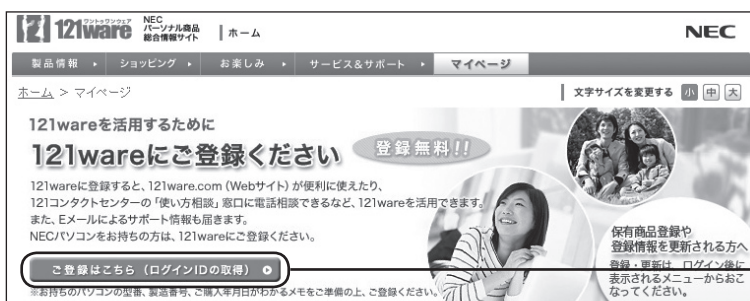 121ware ワントゥワンウェア NEC パーソナル商品 総合情報サイト | ホーム NEC
製品情報 ショッピング お楽しみ サービス&サポート マイページ
ホーム > マイページ 文字サイズを変更する 小 中 大
121wareを活用するために
121wareにご登録ください 登録無料!!
121wareに登録すると、121ware.com(Webサイト)が便利に使えたり、
121コンタクトセンターの「使い方相談」窓口に電話相談できるなど、121wareを活用できます。
また、Eメールによるサポート情報も届きます。
NECパソコンをお持ちの方は、121wareにご登録ください。
ご登録はこちら(ログインIDの取得)
※お持ちのパソコンの型番、製造番号、ご購入年月日がわかるメモをご準備の上、ご登録ください。
保有商品登録や
登録情報を更新される方へ
登録・更新は、ログイン後に
表示されるメニューからおこ
なってください。